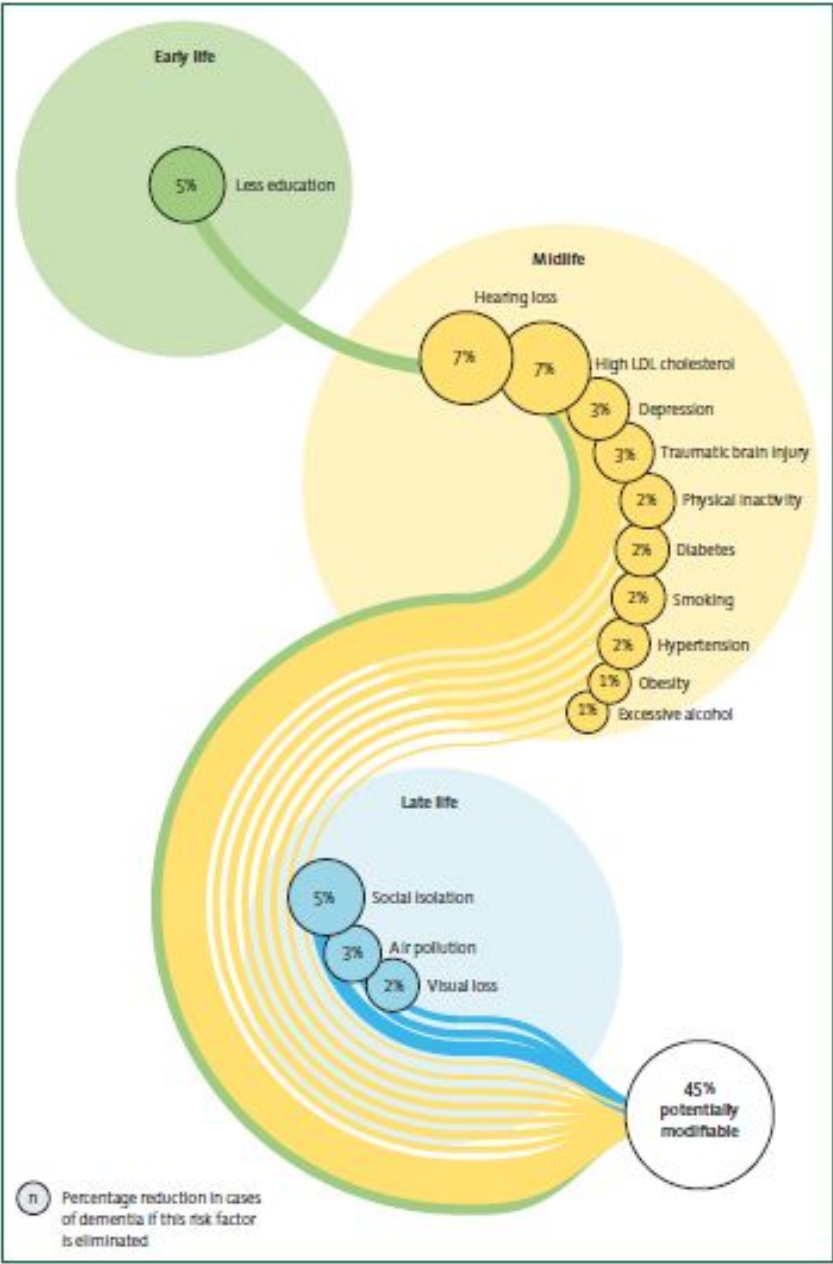 Early life
5%
Less education
Midlife
Hearing loss
7%
7%
High LDL cholesterol
3%
Depression
3%
Traumatic brain injury
2%
Physical inactivity
2%
Diabetes
2%
Smoking
2%
Hypertension
1%
Obesity
1%
Excessive alcohol
Late life
5%
Social isolation
3%
Air pollution
2%
Visual loss
45%
potentially
modifiable
n
Percentage reduction in cases
of dementia if this risk factor
is eliminated